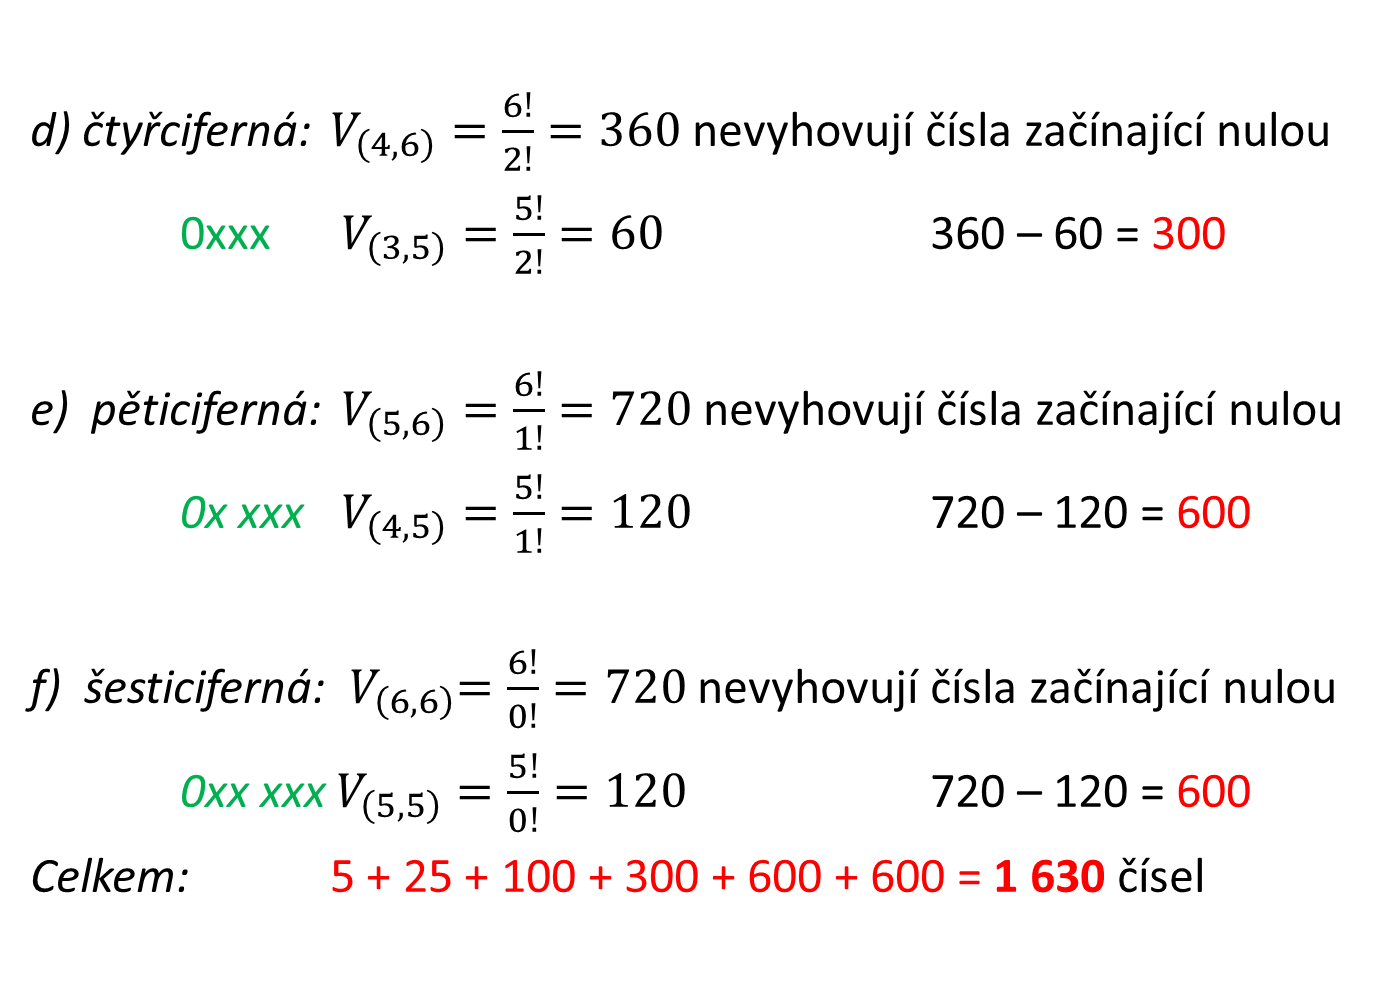 d) čtyřciferná: V(4,6) = 6!/2! = 360 nevyhovují čísla začínající nulou
0xxx V(3,5) = 5!/2! = 60 360 – 60 = 300
e) pěticiferná: V(5,6) = 6!/1! = 720 nevyhovují čísla začínající nulou
0x xxx V(4,5) = 5!/1! = 120 720 – 120 = 600
f) šesticiferná: V(6,6)= 6!/0! = 720 nevyhovují čísla začínající nulou
0xx xxx V(5,5) = 5!/0! = 120 720 – 120 = 600
Celkem: 5 + 25 + 100 + 300 + 600 + 600 = 1 630 čísel